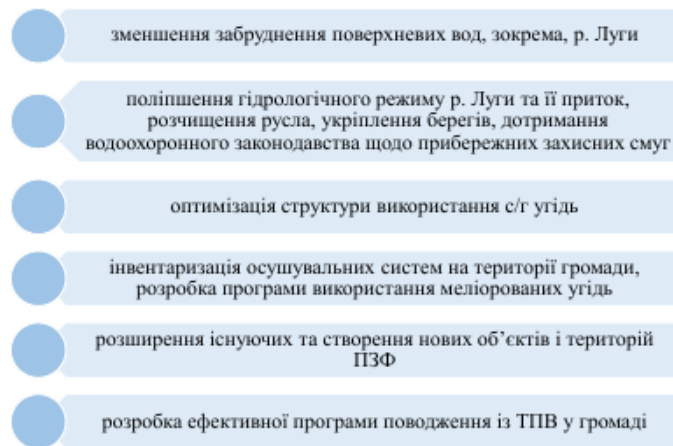 зменшення забруднення поверхневих вод, зокрема, р. Луги
поліпшення гідрологічного режиму р. Луги та її приток,
розчищення русла, укріплення берегів, дотримання
водоохоронного законодавства щодо прибережних захисних смуг
оптимізація структури використання с/г угідь
інвентаризація осушувальних систем на території громади,
розробка програми використання меліорованих угідь
розширення існуючих та створення нових об’єктів і територій
ПЗФ
розробка ефективної програми поводження із ТПВ у громаді